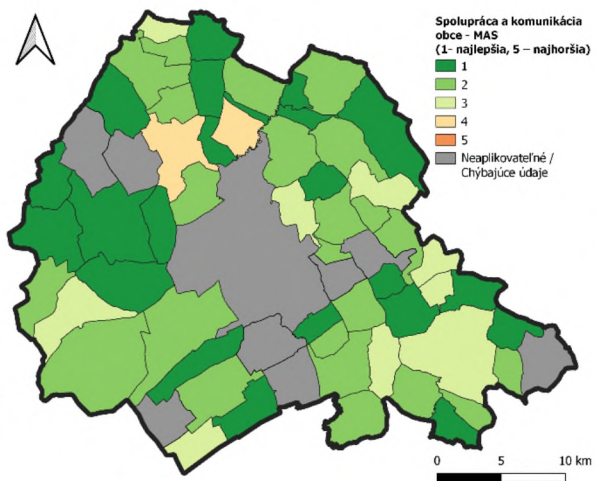 Spolupráca a komunikácia
obce - MAS
(1- najlepšia, 5 – najhoršia)
1
2
3
4
5
Neaplikovateľné /
Chýbajúce údaje
0 5 10 km